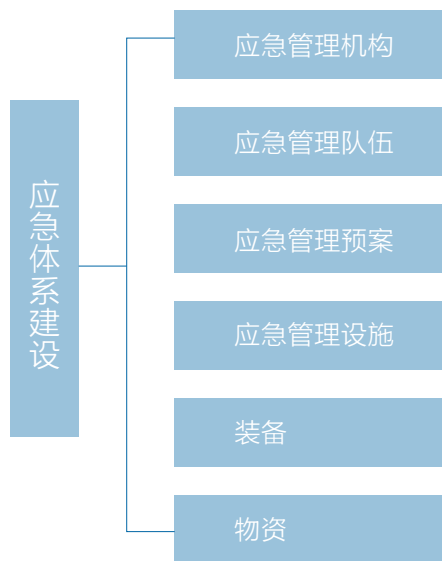 应急体系建设
应急管理机构
应急管理队伍
应急管理预案
应急管理设施
装备
物资